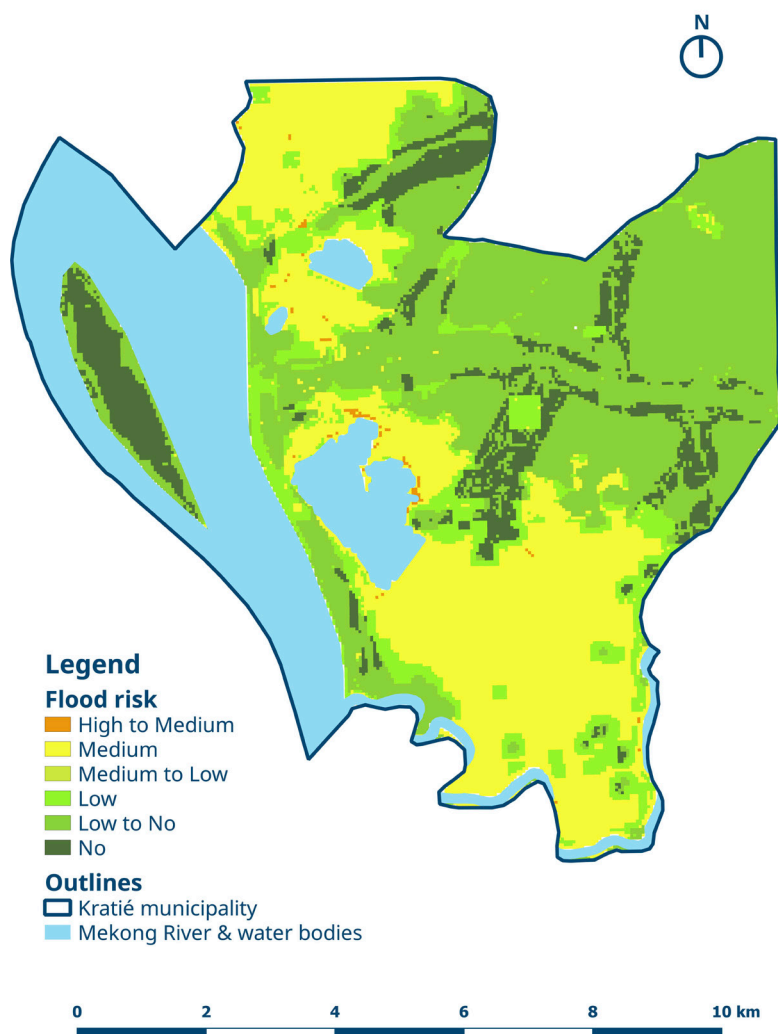 N
Legend
Flood risk
High to Medium
Medium
Medium to Low
Low
Low to No
No
Outlines
Kratié municipality
Mekong River & water bodies
0 2 4 6 8 10 km